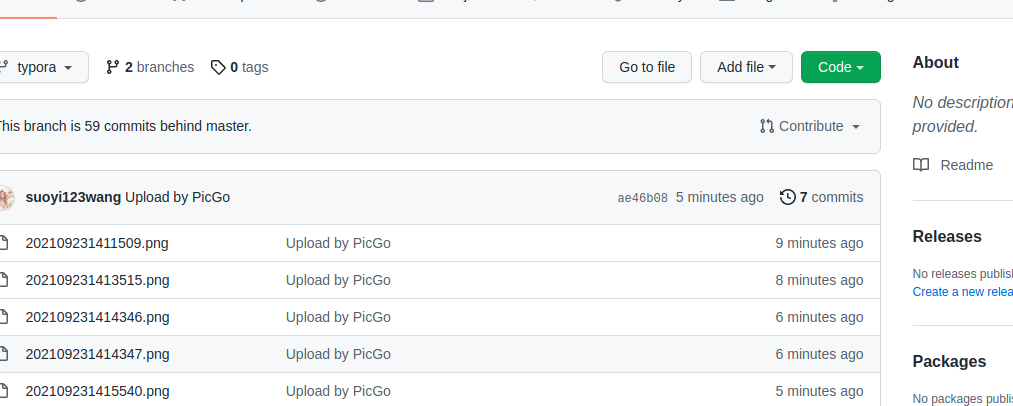 typora 2 branches 0 tags Go to file Add file Code
This branch is 59 commits behind master. Contribute
suoyi123wang Upload by PicGo ae46b08 5 minutes ago 7 commits
202109231411509.png Upload by PicGo 9 minutes ago
202109231413515.png Upload by PicGo 8 minutes ago
202109231414346.png Upload by PicGo 6 minutes ago
202109231414347.png Upload by PicGo 6 minutes ago
202109231415540.png Upload by PicGo 5 minutes ago
About
No description
provided.
Readme
Releases
No releases publish
Create a new relea
Packages
No packages publis